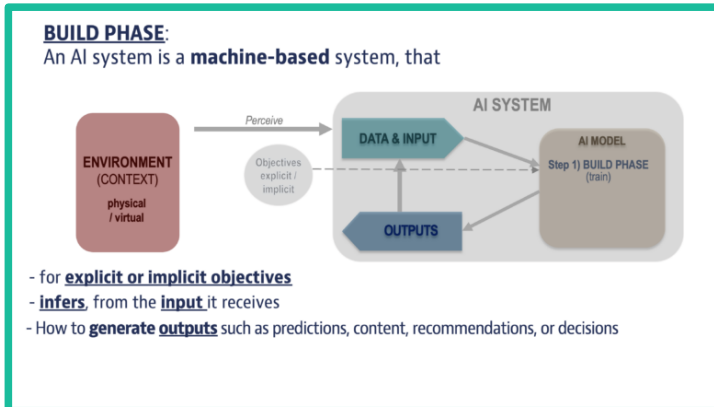 BUILD PHASE:
An AI system is a machine-based system, that
AI SYSTEM
Perceive
DATA & INPUT
AI MODEL
ENVIRONMENT
(CONTEXT)
physical
/ virtual
Objectives
explicit /
implicit
Step 1) BUILD PHASE
(train)
OUTPUTS
- for explicit or implicit objectives
- infers, from the input it receives
- How to generate outputs such as predictions, content, recommendations, or decisions